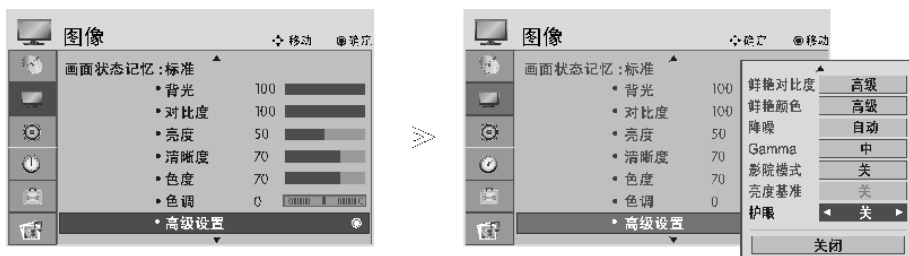 图像
移动 确定
画面状态记忆 :标准
• 背光 100
• 对比度 100
• 亮度 50
• 清晰度 70
• 色度 70
• 色调 0
• 高级设置
图像
确定 移动
画面状态记忆 :标准
• 背光 100
• 对比度 100
• 亮度 50
• 清晰度 70
• 色度 70
• 色调 0
• 高级设置
鲜艳对比度 高级
鲜艳颜色 高级
降噪 自动
Gamma 中
影院模式 关
亮度基准 关
护眼 关
关闭